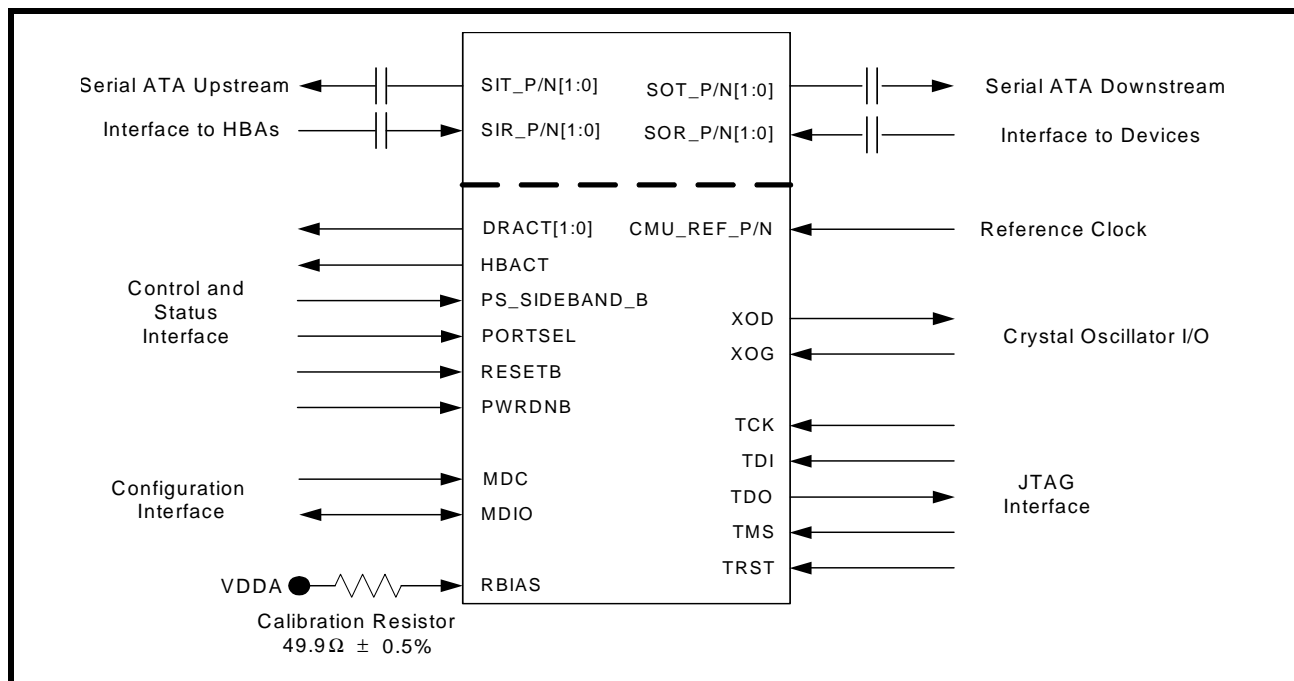 Serial ATA Upstream
Interface to HBAs
SIT_P/N[1:0]
SIR_P/N[1:0]
SOT_P/N[1:0]
SOR_P/N[1:0]
Serial ATA Downstream
Interface to Devices
Control and
Status
Interface
DRACT[1:0]
HBACT
PS_SIDEBAND_B
PORTSEL
RESETB
PWRDNB
CMU_REF_P/N
Reference Clock
XOD
XOG
Crystal Oscillator I/O
Configuration
Interface
MDC
MDIO
TCK
TDI
TDO
TMS
TRST
JTAG
Interface
VDDA
RBIAS
Calibration Resistor
49.9Ω ± 0.5%